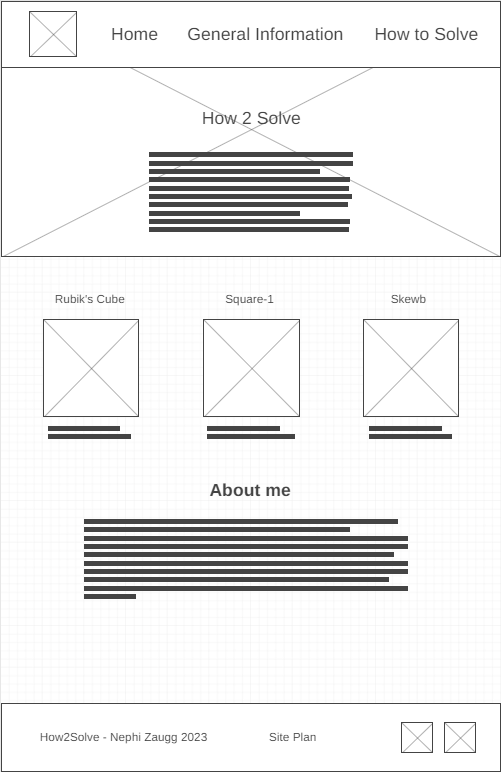 Home General Information How to Solve
How 2 Solve
Rubik's Cube Square-1 Skewb
About me
How2Solve - Nephi Zaugg 2023 Site Plan